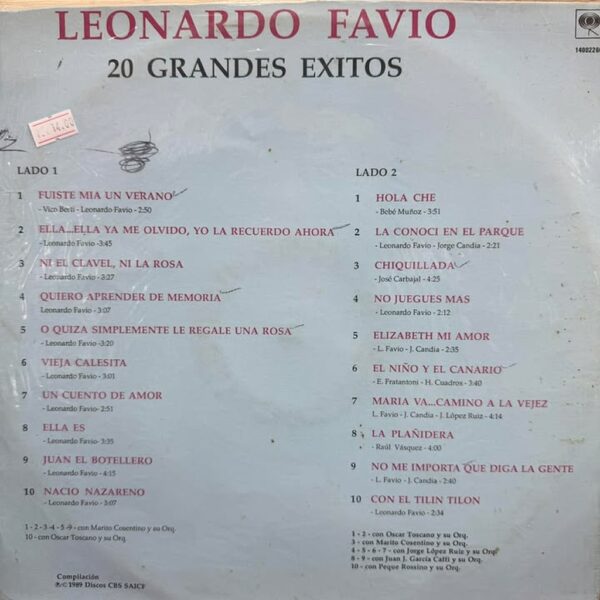 LEONARDO FAVIO
20 GRANDES EXITOS
14.00
LADO 1
1 FUISTE MIA UN VERANO
- Vico Berti - Leonardo Favio - 2:50
2 ELLA...ELLA YA ME OLVIDO, YO LA RECUERDO AHORA
- Leonardo Favio -3:45
3 NI EL CLAVEL, NI LA ROSA
- Leonardo Favio - 3:27
4 QUIERO APRENDER DE MEMORIA
Leonardo Favio - 3:07
5 O QUIZA SIMPLEMENTE LE REGALE UNA ROSA
- Leonardo Favio -3:20
6 VIEJA CALESITA
- Leonardo Favio - 3:01
7 UN CUENTO DE AMOR
- Leonardo Favio- 2:51
8 ELLA ES
- Leonardo Favio- 3:35
9 JUAN EL BOTELLERO
- Leonardo Favio - 4:15
10 NACIO NAZARENO
- Leonardo Favio - 3:07
1 - 2 - 3 - 4 - 5 -9 - con Marito Cosentino y su Orq.
10 - con Oscar Toscano y su Orq.
Compilación
℗/© 1989 Discos CBS SAICF
LADO 2
1 HOLA CHE
- Bebé Muñoz - 3:51
2 LA CONOCI EN EL PARQUE
- Leonardo Favio - Jorge Candia - 2:21
3 CHIQUILLADA
- José Carbajal - 4:25
4 NO JUEGUES MAS
- Leonardo Favio - 2:12
5 ELIZABETH MI AMOR
- L. Favio - J. Candia - 2:35
6 EL NIÑO Y EL CANARIO
- E. Fratantoni - H. Cuadros - 3:40
7 MARIA VA...CAMINO A LA VEJEZ
L. Favio - J. Candia - J. López Ruiz - 4:14
8 LA PLAÑIDERA
- Raúl Vásquez - 4:00
9 NO ME IMPORTA QUE DIGA LA GENTE
- L. Favio - J. Candia - 2:40
10 CON EL TILIN TILON
- Leonardo Favio - 2:34
1 - 2 - con Oscar Toscano y su Orq.
3 - con Marito Cosentino y su Orq.
4 - 5 - 6 - 7 - con Jorge López Ruiz y su Orq.
8 - 9 - con Juan J. García Caffi y su Orq.
10 - con Peque Rossino y su Orq.